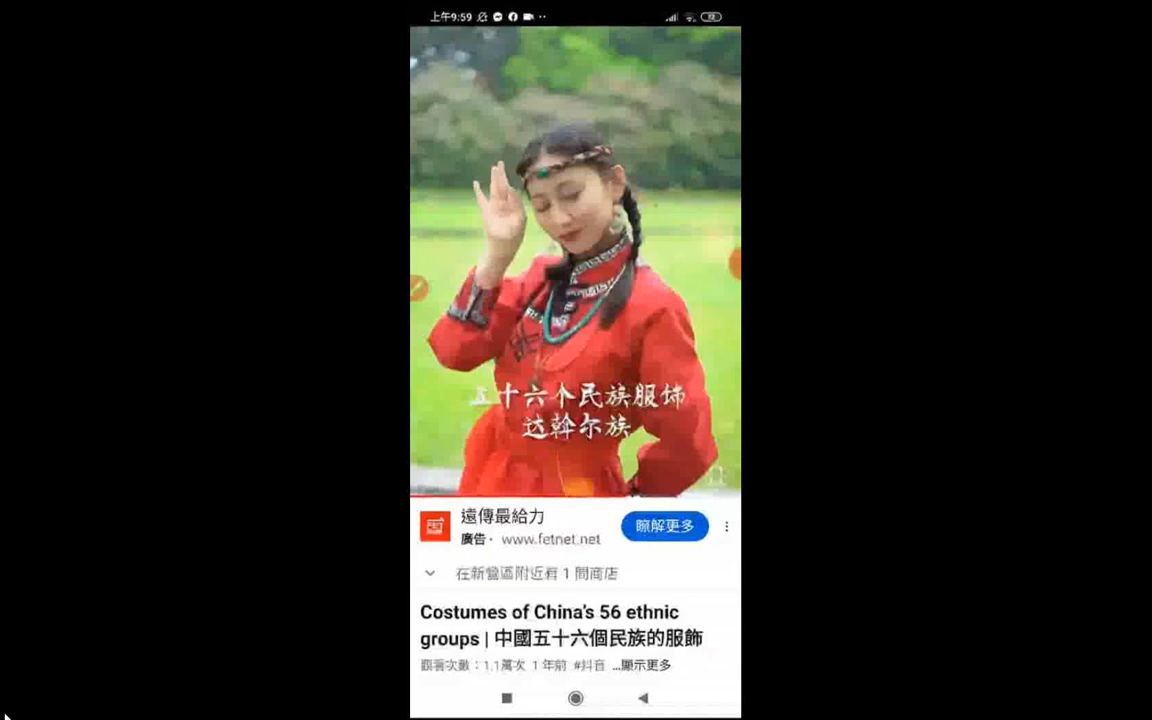 上午9:59
五十六个民族服饰
达斡尔族
遠傳最給力
廣告· www.fetnet.net
瞭解更多
在新營區附近有 1 間商店
Costumes of China's 56 ethnic
groups | 中國五十六個民族的服飾
觀看次數：1.1萬次 1 年前 #抖音 ...顯示更多